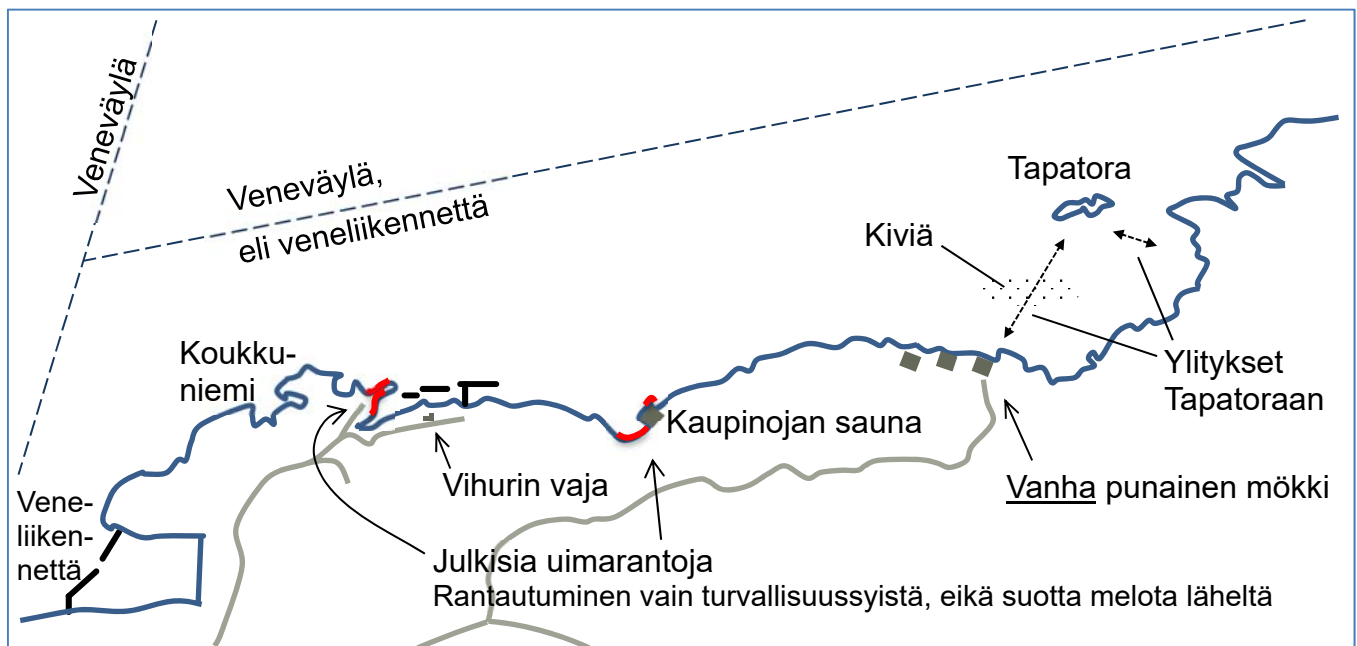 Veneväylä
Veneväylä,
eli veneliikennettä
Tapatora
Kiviä
Koukku-
niemi
Ylitykset
Tapatoraan
Kaupinojan sauna
Vihurin vaja
Vanha punainen mökki
Vene-
liiken-
nettä
Julkisia uimarantoja
Rantautuminen vain turvallisuussyistä, eikä suotta melota läheltä